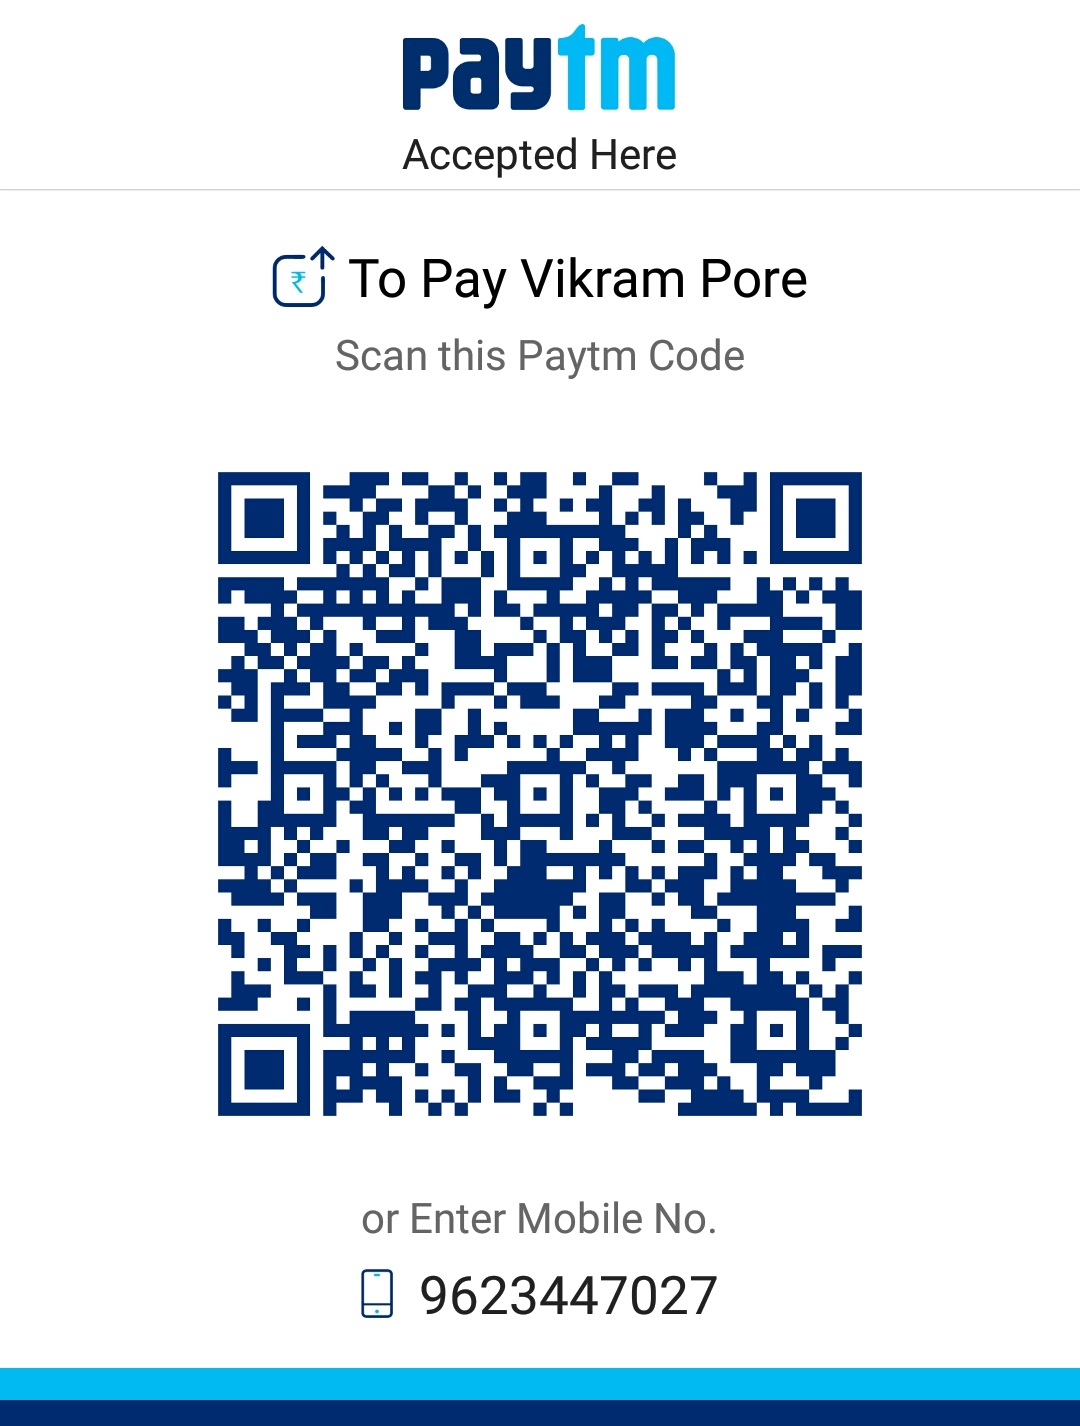 paytm
Accepted Here
₹ To Pay Vikram Pore
Scan this Paytm Code
or Enter Mobile No.
9623447027